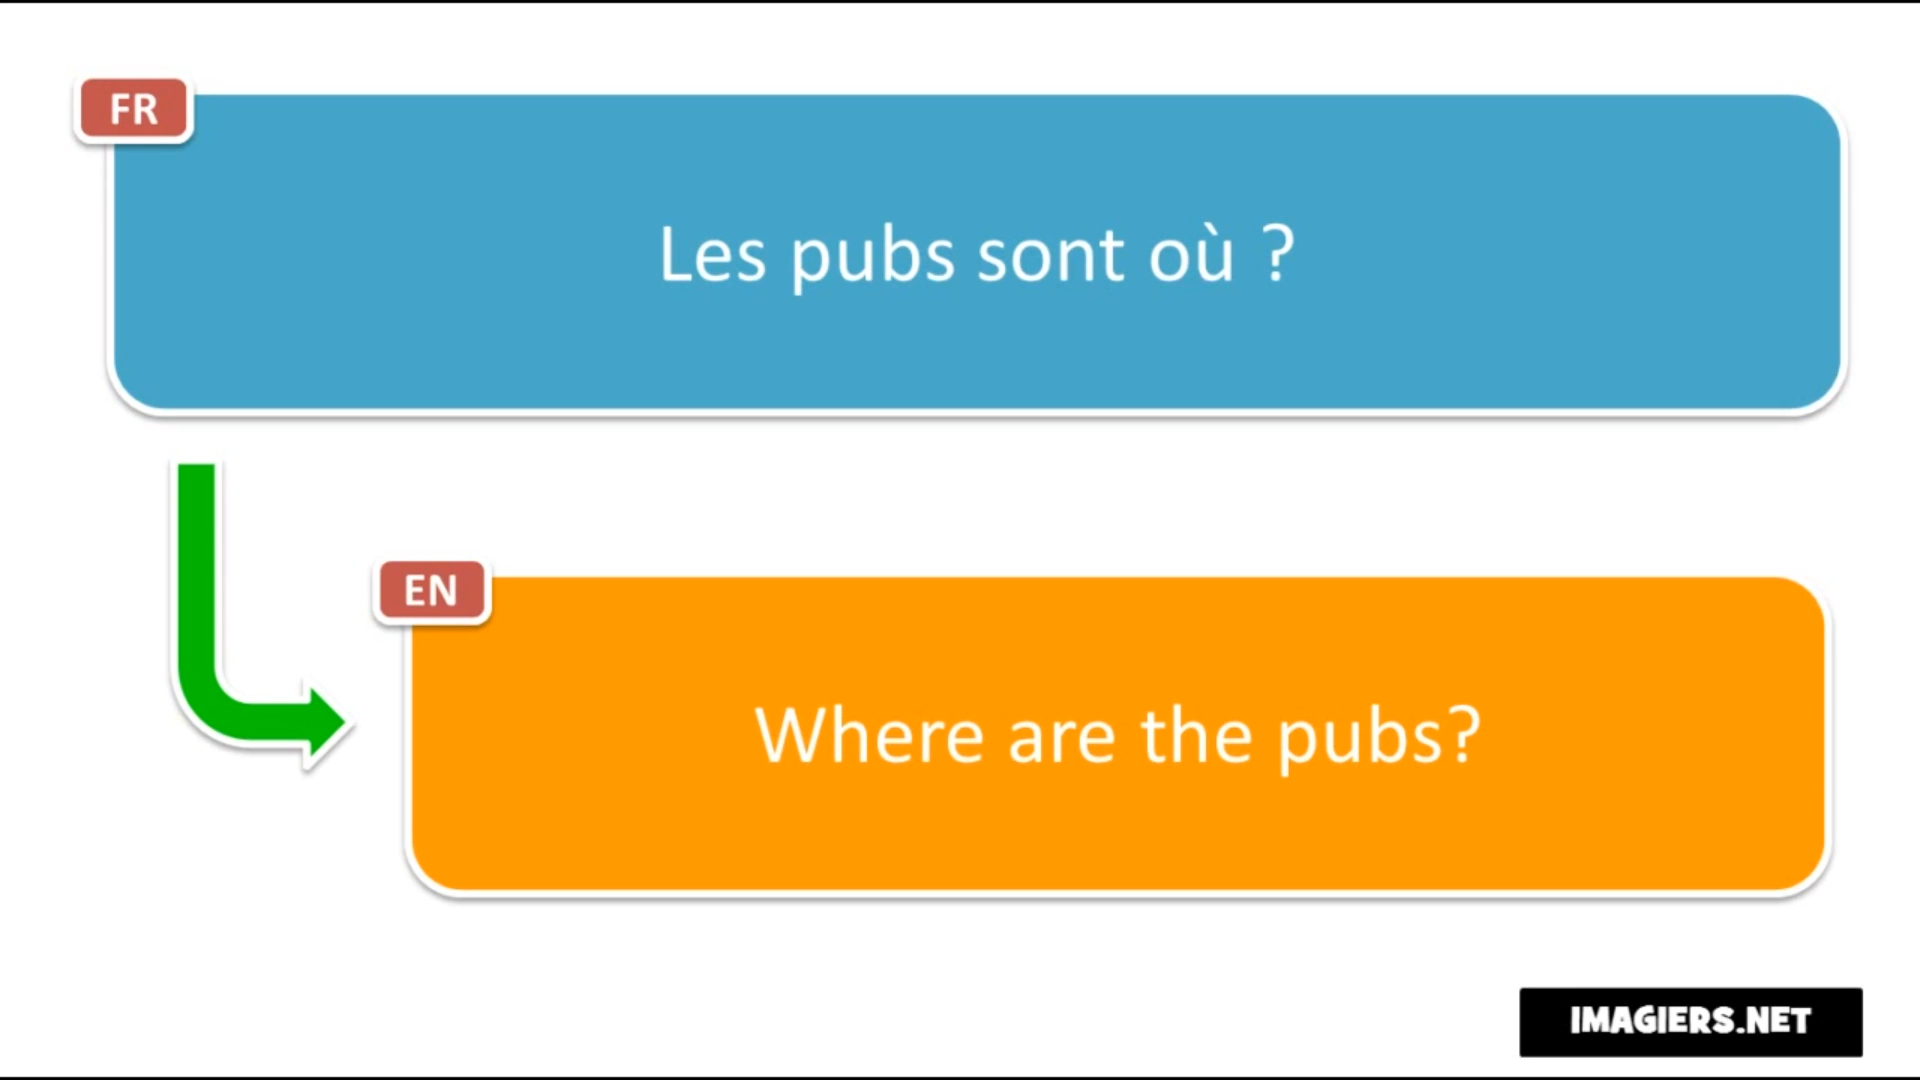 FR
Les pubs sont où ?
EN
Where are the pubs?
IMAGIERS.NET